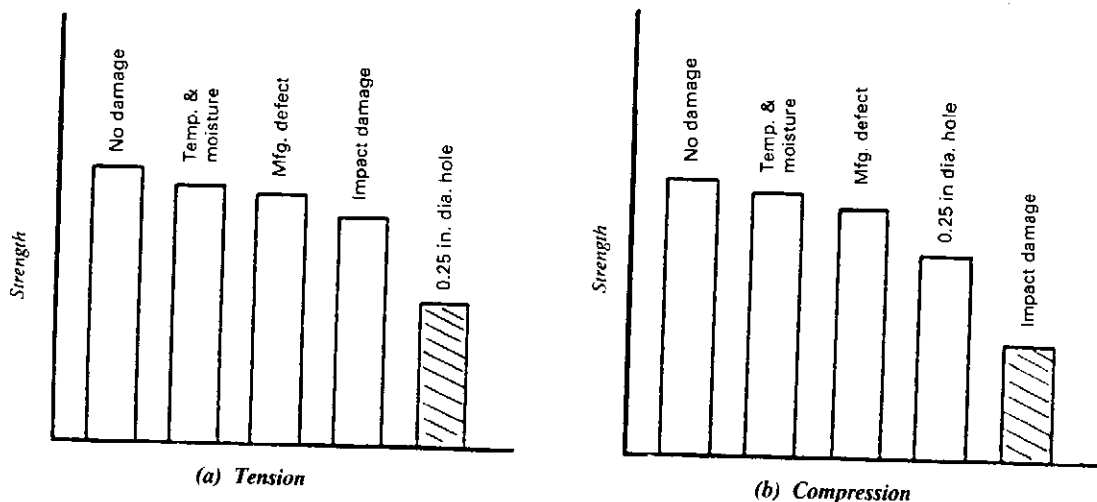 Strength
No damage
Temp. &
moisture
Mfg. defect
Impact damage
0.25 in. dia. hole
(a) Tension
Strength
No damage
Temp. &
moisture
Mfg. defect
0.25 in dia. hole
Impact damage
(b) Compression